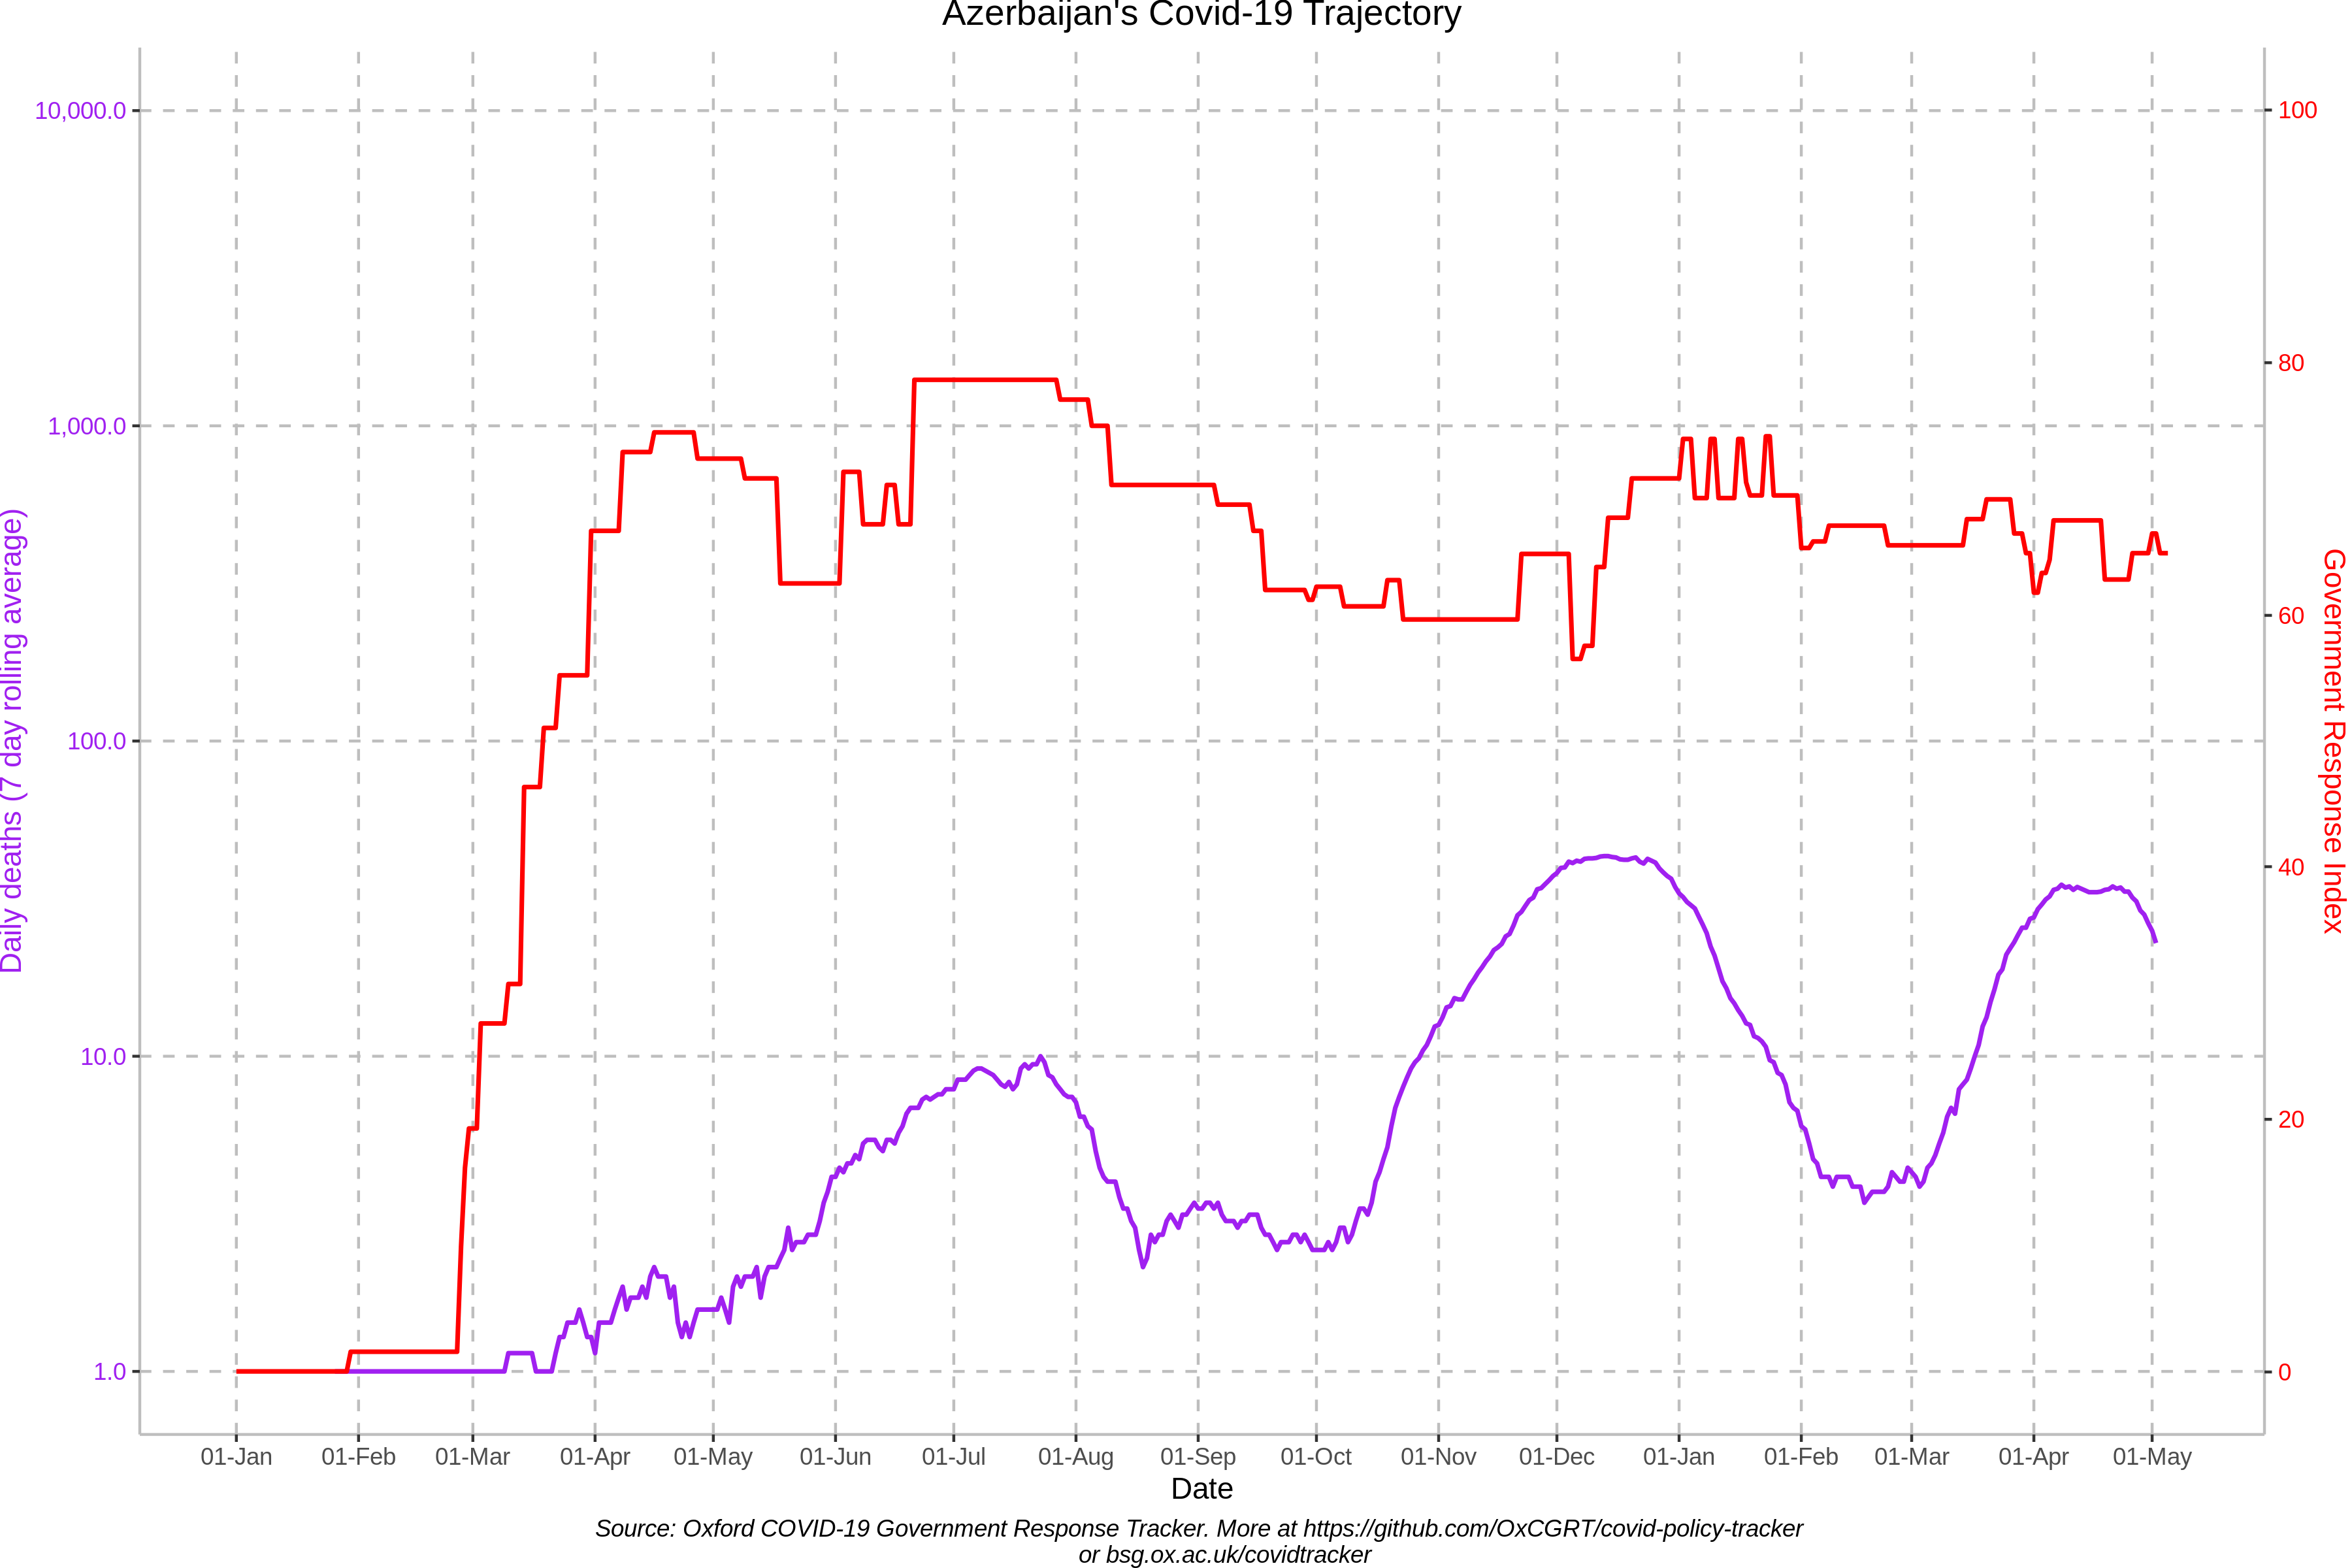 Azerbaijan's Covid-19 Trajectory
10,000.0
1,000.0
100.0
10.0
1.0
Daily deaths (7 day rolling average)
100
80
60
40
20
0
Government Response Index
01-Jan 01-Feb 01-Mar 01-Apr 01-May 01-Jun 01-Jul 01-Aug 01-Sep 01-Oct 01-Nov 01-Dec 01-Jan 01-Feb 01-Mar 01-Apr 01-May
Date
Source: Oxford COVID-19 Government Response Tracker. More at https://github.com/OxCGRT/covid-policy-tracker
or bsg.ox.ac.uk/covidtracker